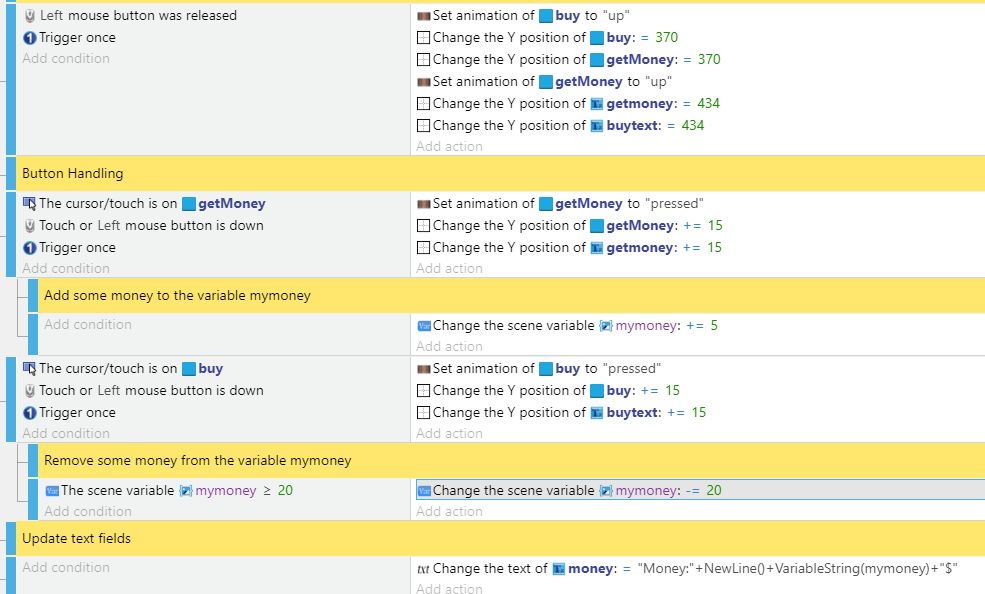 Left mouse button was released
Set animation of buy to "up"
Trigger once
Change the Y position of buy: = 370
Add condition
Change the Y position of getMoney: = 370
Set animation of getMoney to "up"
Change the Y position of getmoney: = 434
Change the Y position of buytext: = 434
Add action
Button Handling
The cursor/touch is on getMoney
Set animation of getMoney to "pressed"
Touch or Left mouse button is down
Change the Y position of getMoney: += 15
Trigger once
Change the Y position of getmoney: += 15
Add condition
Add action
Add some money to the variable mymoney
Add condition
Change the scene variable mymoney: += 5
Add action
The cursor/touch is on buy
Set animation of buy to "pressed"
Touch or Left mouse button is down
Change the Y position of buy: += 15
Trigger once
Change the Y position of buytext: += 15
Add condition
Add action
Remove some money from the variable mymoney
The scene variable mymoney ≥ 20
Change the scene variable mymoney: -= 20
Add condition
Add action
Update text fields
Add condition
Change the text of money: = "Money:"+NewLine()+VariableString(mymoney)+"$"
Add action